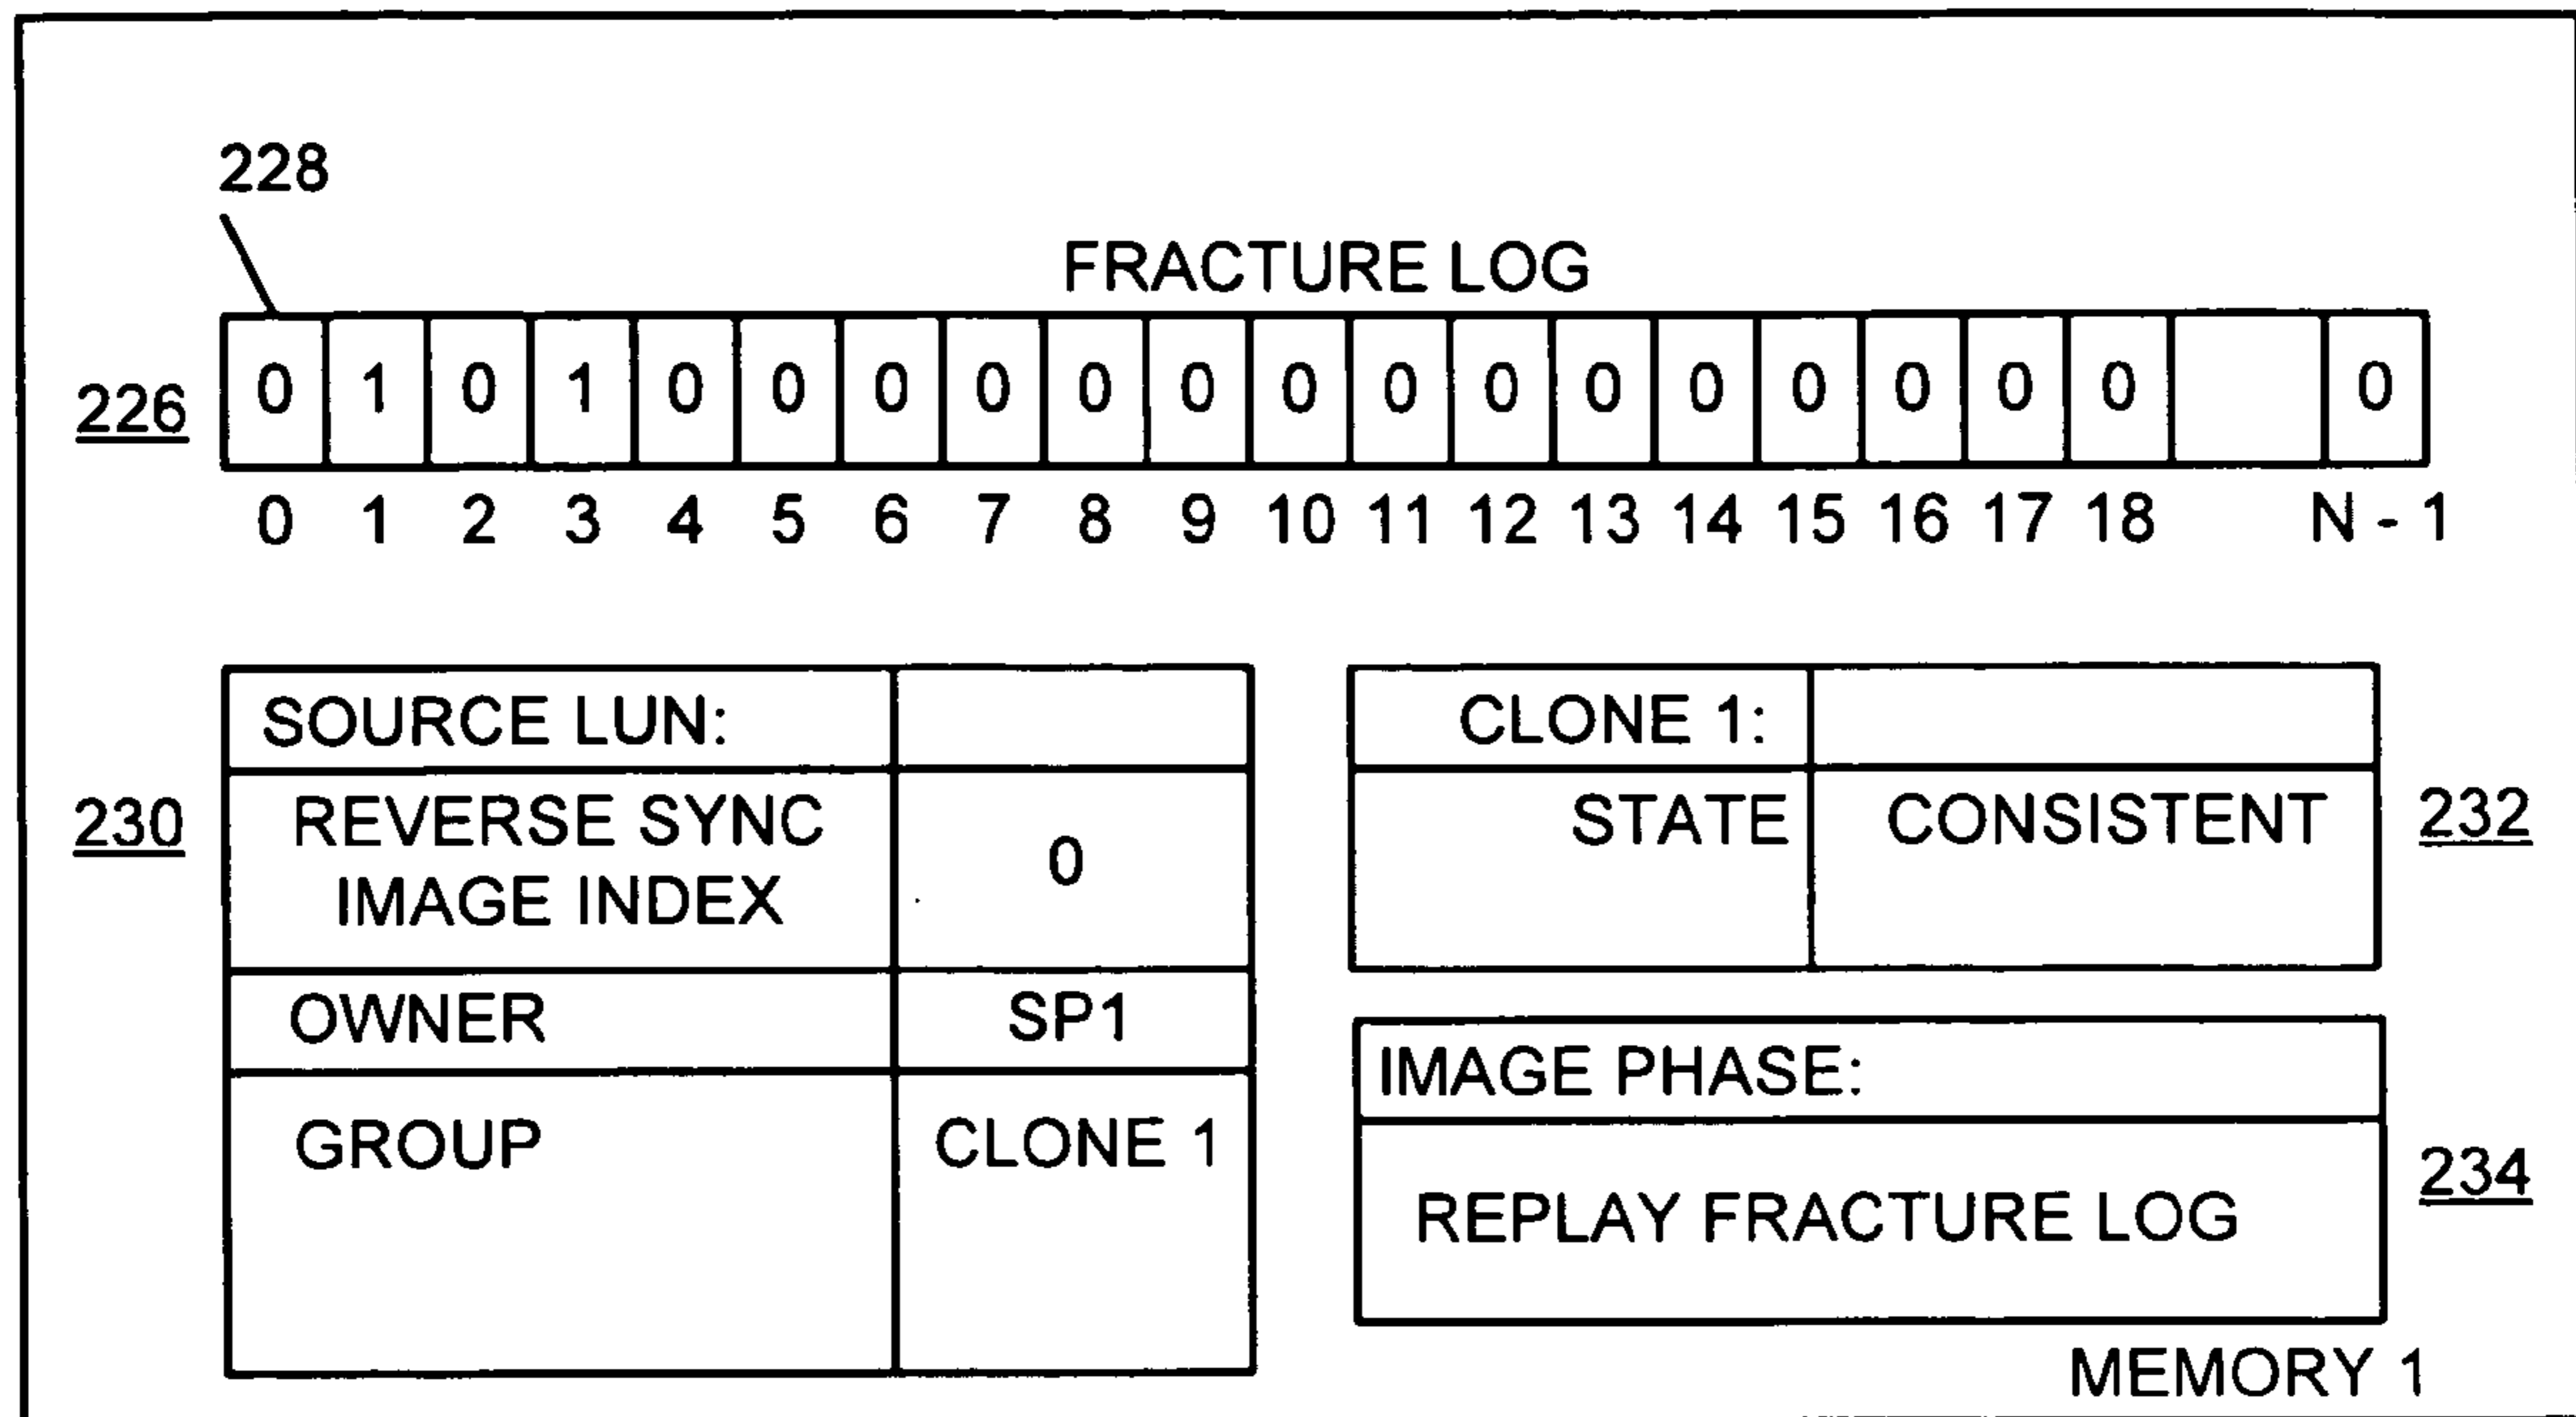 228
FRACTURE LOG
226 0 1 0 1 0 0 0 0 0 0 0 0 0 0 0 0 0 0 0 0
0 1 2 3 4 5 6 7 8 9 10 11 12 13 14 15 16 17 18 N - 1
SOURCE LUN:
230
REVERSE SYNC
IMAGE INDEX
0
OWNER SP1
GROUP CLONE 1
CLONE 1:
STATE CONSISTENT
232
IMAGE PHASE:
REPLAY FRACTURE LOG
234
MEMORY 1